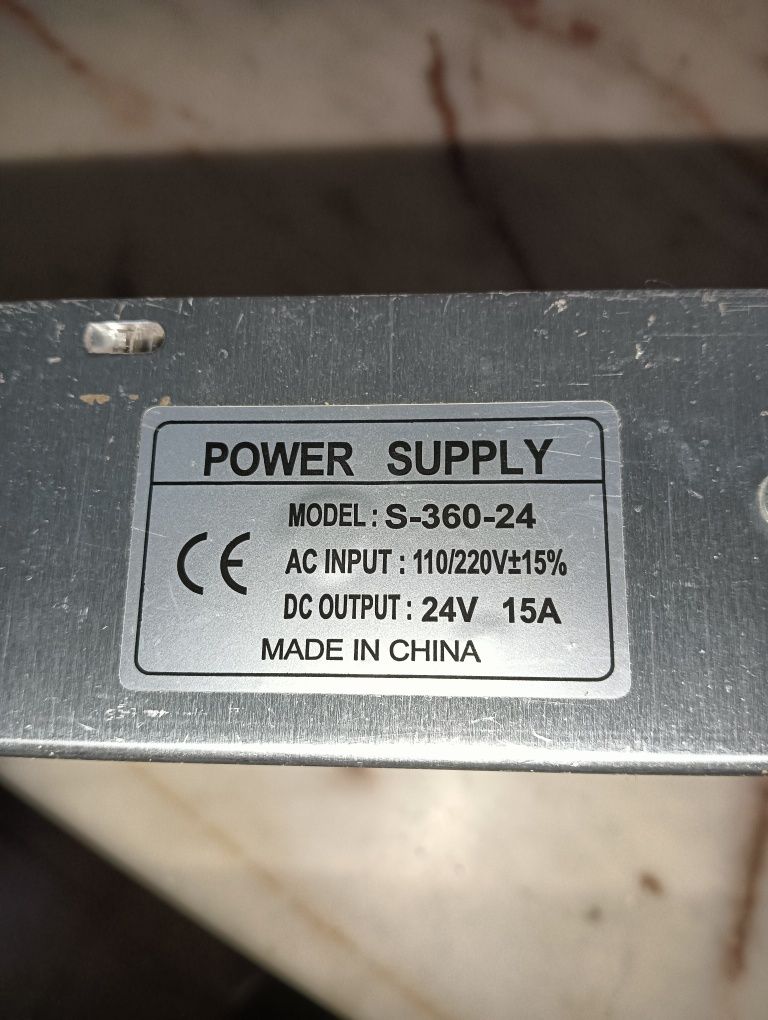 POWER SUPPLY
MODEL : S-360-24
CE
AC INPUT : 110/220V±15%
DC OUTPUT : 24V 15A
MADE IN CHINA